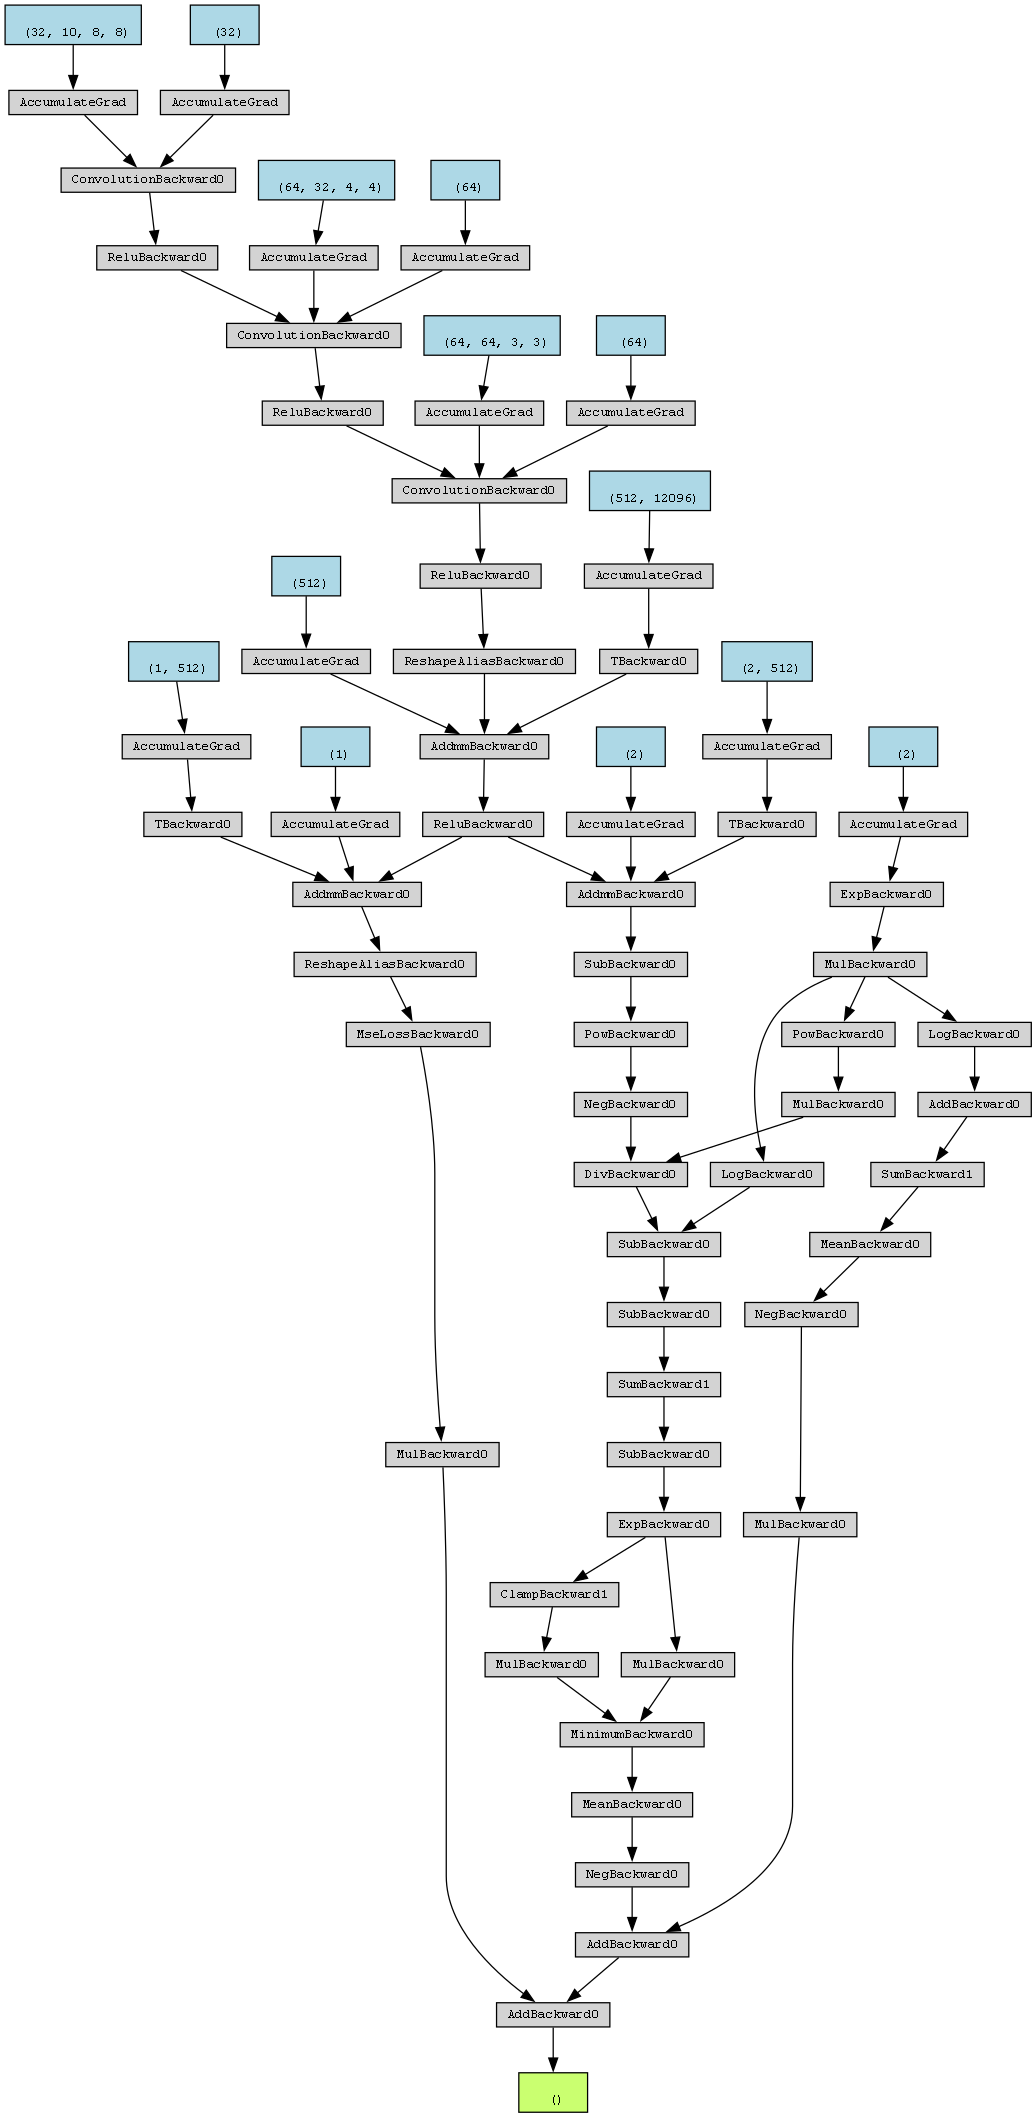 (32, 10, 8, 8)
(32)
AccumulateGrad
AccumulateGrad
ConvolutionBackward0
(64, 32, 4, 4)
(64)
ReluBackward0
AccumulateGrad
AccumulateGrad
ConvolutionBackward0
(64, 64, 3, 3)
(64)
ReluBackward0
AccumulateGrad
AccumulateGrad
ConvolutionBackward0
(512, 12096)
(512)
ReluBackward0
AccumulateGrad
(1, 512)
AccumulateGrad
ReshapeAliasBackward0
TBackward0
(2, 512)
AccumulateGrad
(1)
AddmmBackward0
(2)
AccumulateGrad
(2)
TBackward0
AccumulateGrad
ReluBackward0
AccumulateGrad
TBackward0
AccumulateGrad
AddmmBackward0
AddmmBackward0
ExpBackward0
ReshapeAliasBackward0
SubBackward0
MulBackward0
MseLossBackward0
PowBackward0
PowBackward0
LogBackward0
NegBackward0
MulBackward0
AddBackward0
DivBackward0
LogBackward0
SumBackward1
SubBackward0
MeanBackward0
SubBackward0
NegBackward0
SumBackward1
MulBackward0
SubBackward0
ExpBackward0
MulBackward0
ClampBackward1
MulBackward0
MulBackward0
MinimumBackward0
MeanBackward0
NegBackward0
AddBackward0
AddBackward0
()